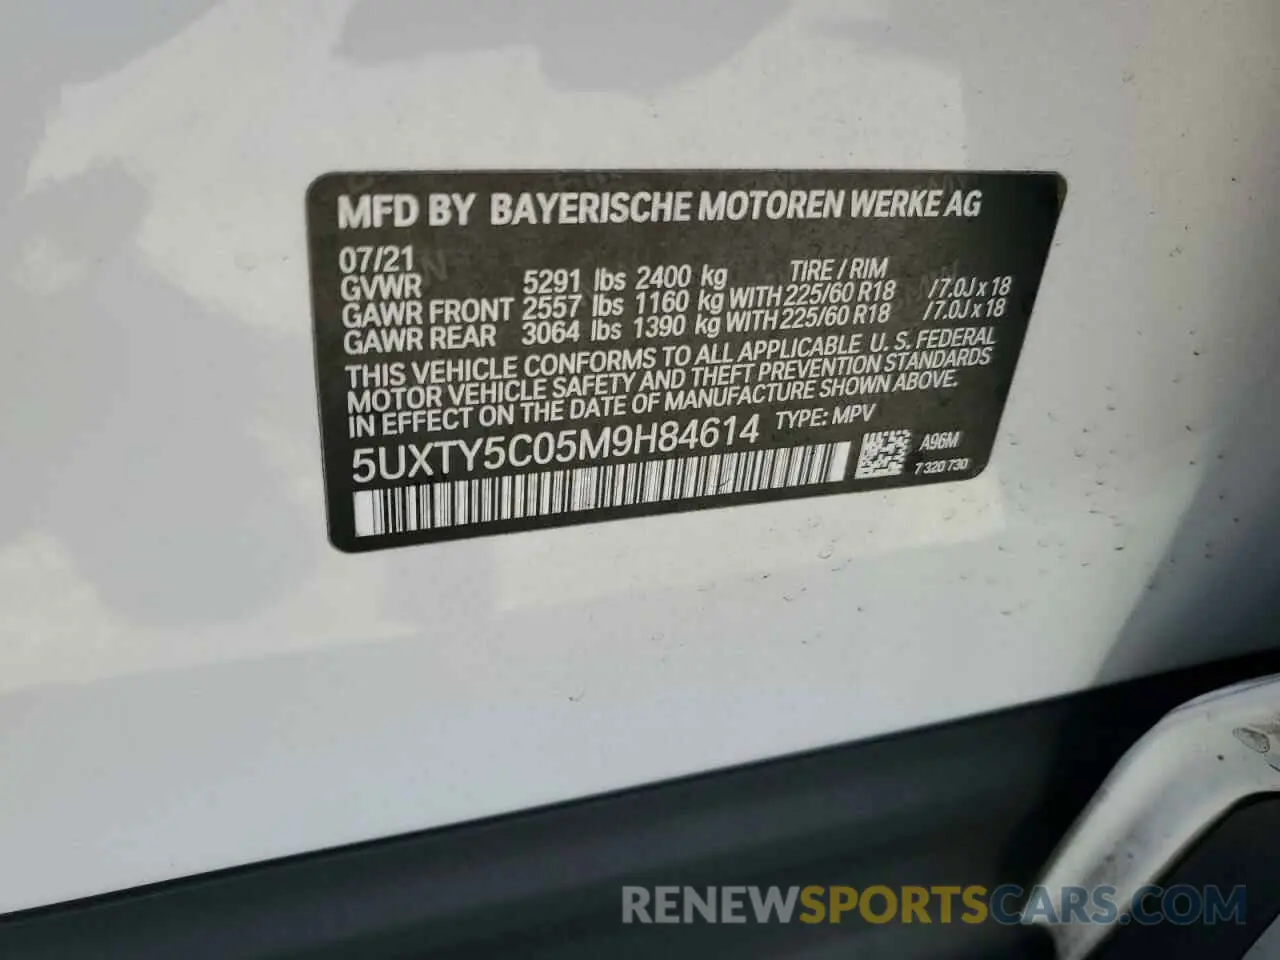 MFD BY BAYERISCHE MOTOREN WERKE AG
07/21
GVWR 5291 lbs 2400 kg TIRE / RIM
GAWR FRONT 2557 lbs 1160 kg WITH 225/60 R18 /7.0J x 18
GAWR REAR 3064 lbs 1390 kg WITH 225/60 R18 /7.0J x 18
THIS VEHICLE CONFORMS TO ALL APPLICABLE U. S. FEDERAL
MOTOR VEHICLE SAFETY AND THEFT PREVENTION STANDARDS
IN EFFECT ON THE DATE OF MANUFACTURE SHOWN ABOVE.
5UXTY5C05M9H84614 TYPE: MPV
A96M
7 320 730
RENEWSPORTSCARS.COM